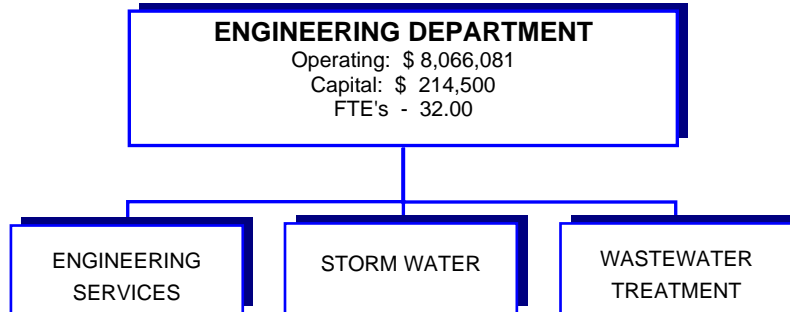 ENGINEERING DEPARTMENT
Operating: $ 8,066,081
Capital: $ 214,500
FTE's - 32.00
ENGINEERING
SERVICES
STORM WATER
WASTEWATER
TREATMENT